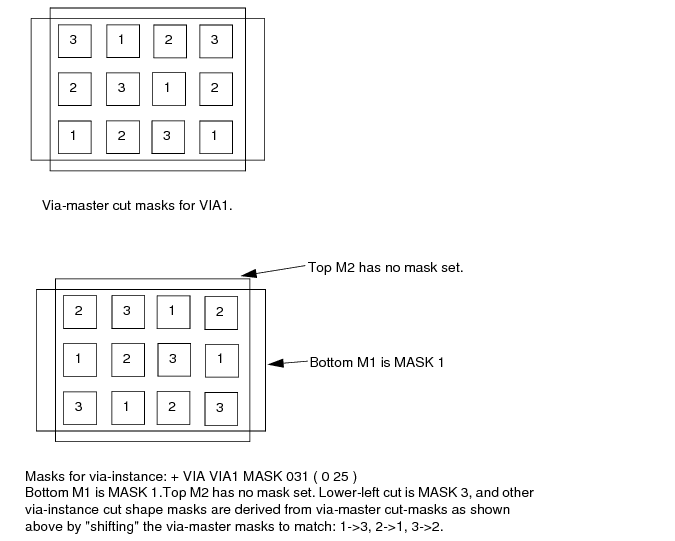 3 1 2 3
2 3 1 2
1 2 3 1
Via-master cut masks for VIA1.
Top M2 has no mask set.
2 3 1 2
1 2 3 1
Bottom M1 is MASK 1
3 1 2 3
Masks for via-instance: + VIA VIA1 MASK 031 ( 0 25 )
Bottom M1 is MASK 1.Top M2 has no mask set. Lower-left cut is MASK 3, and other
via-instance cut shape masks are derived from via-master cut-masks as shown
above by "shifting" the via-master masks to match: 1->3, 2->1, 3->2.